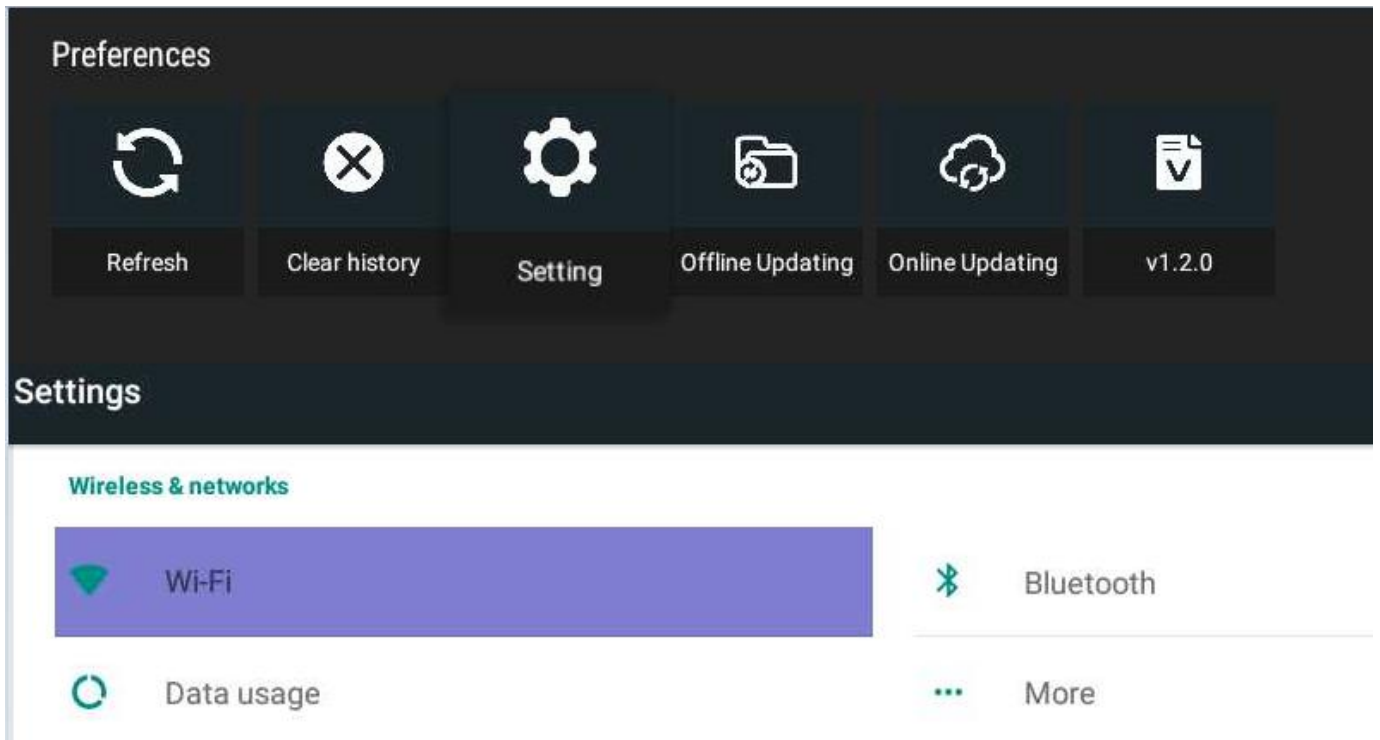 Preferences
Refresh
Clear history
Setting
Offline Updating
Online Updating
v1.2.0
Settings
Wireless & networks
Wi-Fi
Bluetooth
Data usage
More